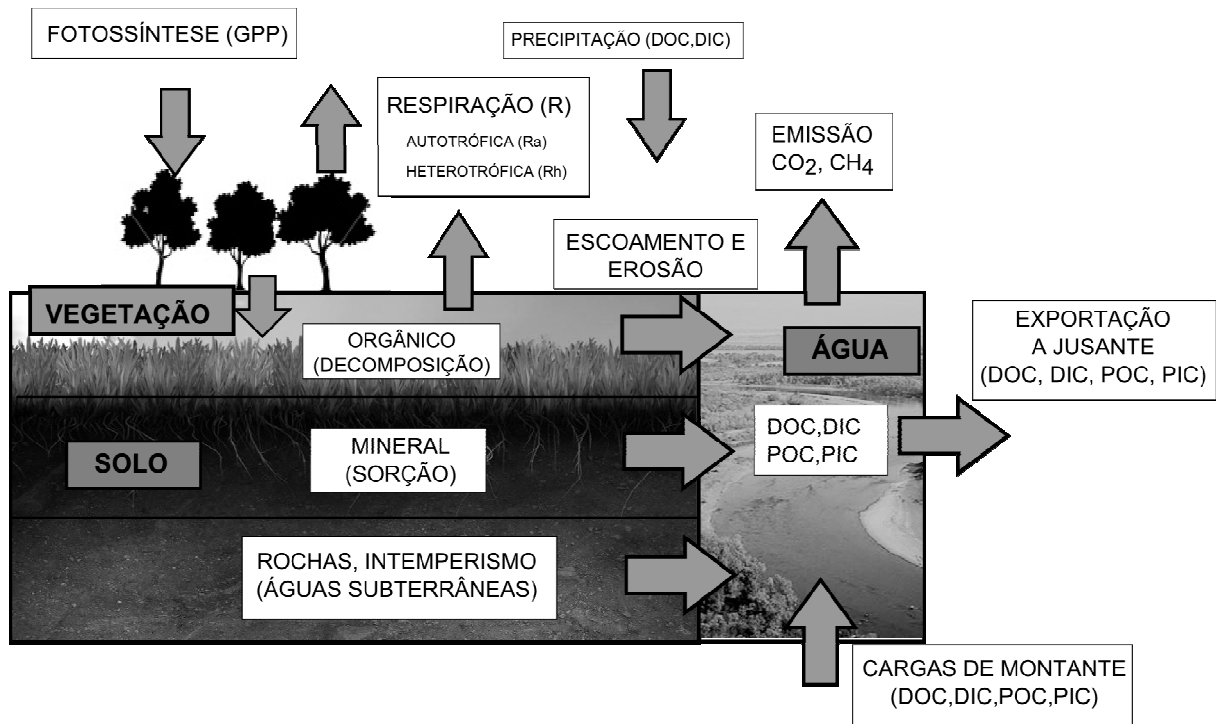 FOTOSSÍNTESE (GPP)
PRECIPITAÇÃO (DOC,DIC)
RESPIRAÇÃO (R)
AUTOTRÓFICA (Ra)
HETEROTRÓFICA (Rh)
EMISSÃO
CO₂, CH₄
ESCOAMENTO E
EROSÃO
VEGETAÇÃO
ORGÂNICO
(DECOMPOSIÇÃO)
ÁGUA
EXPORTAÇÃO
A JUSANTE
(DOC, DIC, POC, PIC)
SOLO
MINERAL
(SORÇÃO)
DOC,DIC
POC,PIC
ROCHAS, INTEMPERISMO
(ÁGUAS SUBTERRÂNEAS)
CARGAS DE MONTANTE
(DOC,DIC,POC,PIC)